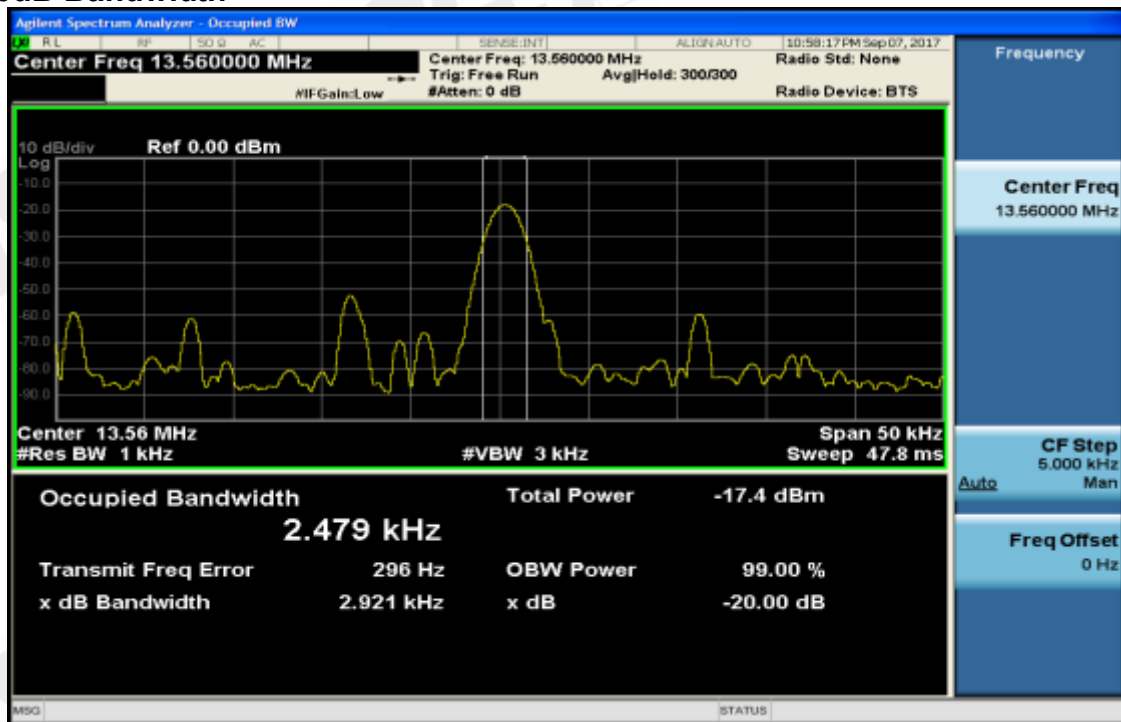 dB Bandwidth
Agilent Spectrum Analyzer - Occupied BW
LXI RL RF 50 Ω AC SENSE:INT ALIGN AUTO 10:58:17 PM Sep 07, 2017
Center Freq 13.560000 MHz
Center Freq: 13.560000 MHz
Radio Std: None
Trig: Free Run Avg|Hold: 300/300
#IFGain:Low #Atten: 0 dB Radio Device: BTS
10 dB/div Ref 0.00 dBm
Log
-10.0
-20.0
-30.0
-40.0
-50.0
-60.0
-70.0
-80.0
-90.0
Center 13.56 MHz Span 50 kHz
#Res BW 1 kHz #VBW 3 kHz Sweep 47.8 ms
Occupied Bandwidth Total Power -17.4 dBm
2.479 kHz
Transmit Freq Error 296 Hz OBW Power 99.00 %
x dB Bandwidth 2.921 kHz x dB -20.00 dB
MSG STATUS
Frequency
Center Freq
13.560000 MHz
CF Step
5.000 kHz
Auto Man
Freq Offset
0 Hz